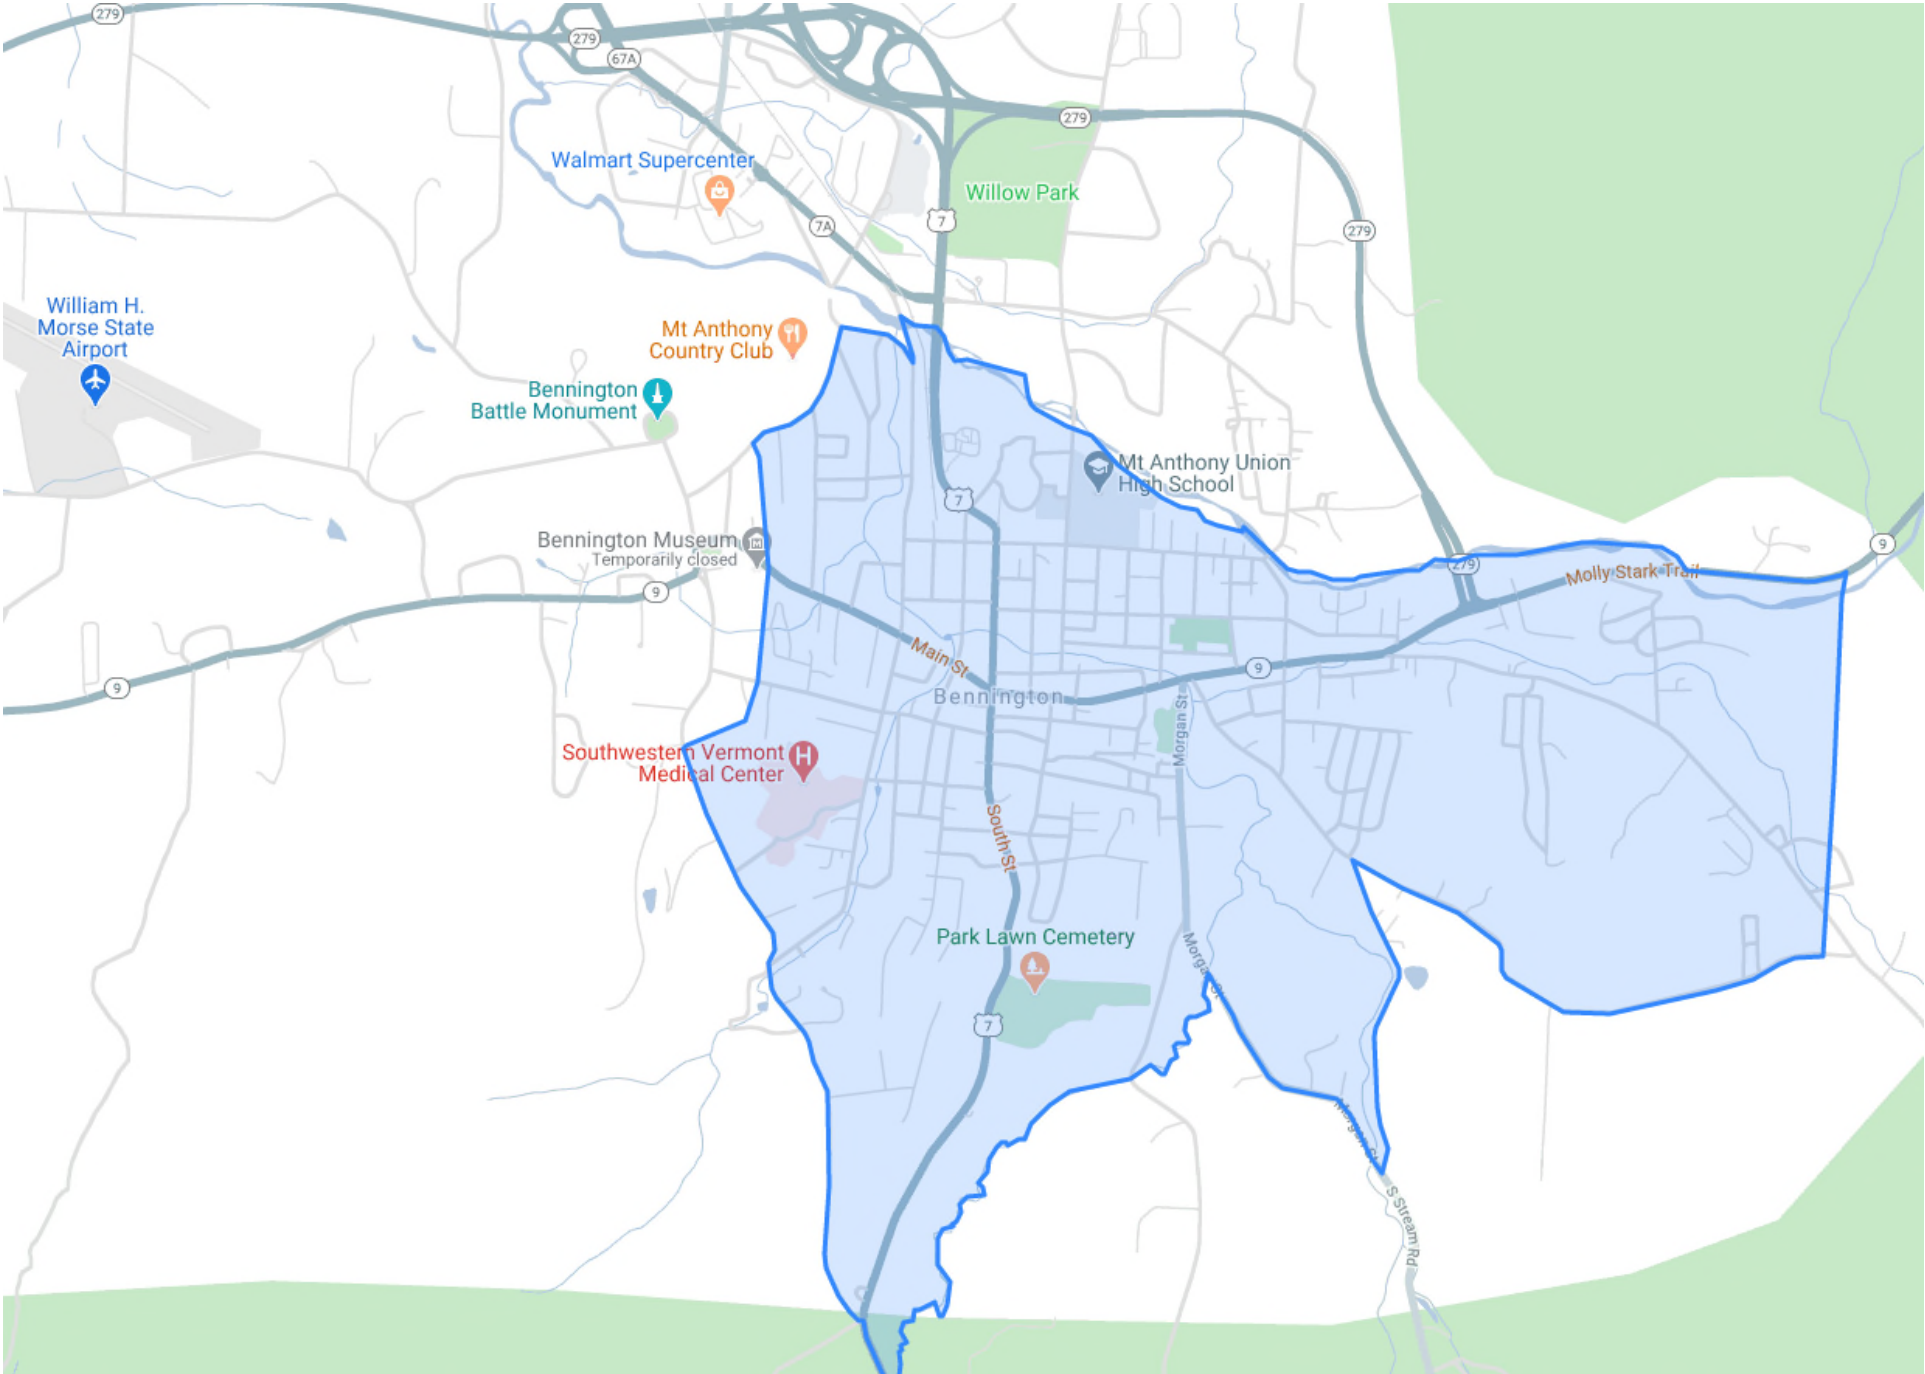 279
279
67A
279
Walmart Supercenter
Willow Park
7
7A
279
William H.
Morse State
Airport
Mt Anthony
Country Club
Bennington
Battle Monument
Mt Anthony Union
High School
7
Bennington Museum
Temporarily closed
9
279
Molly Stark Trail
9
Main St
9
9
Bennington
Morgan St
Southwestern Vermont
Medical Center
South St
Park Lawn Cemetery
Morgan St
7
Morgan St
S Stream Rd
H